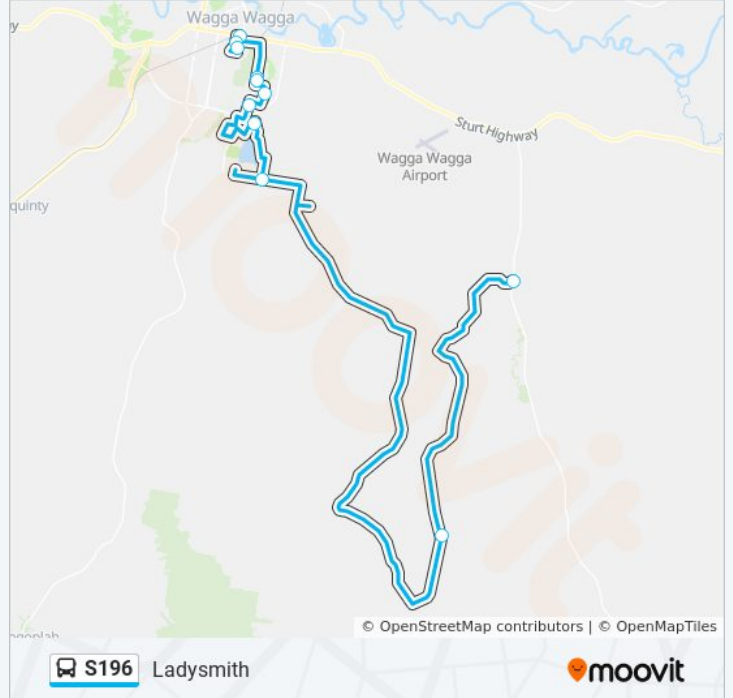 Wagga Wagga
Sturt Highway
Wagga Wagga
Airport
quinty
© OpenStreetMap contributors | © OpenMapTiles
S196 Ladysmith
moovit